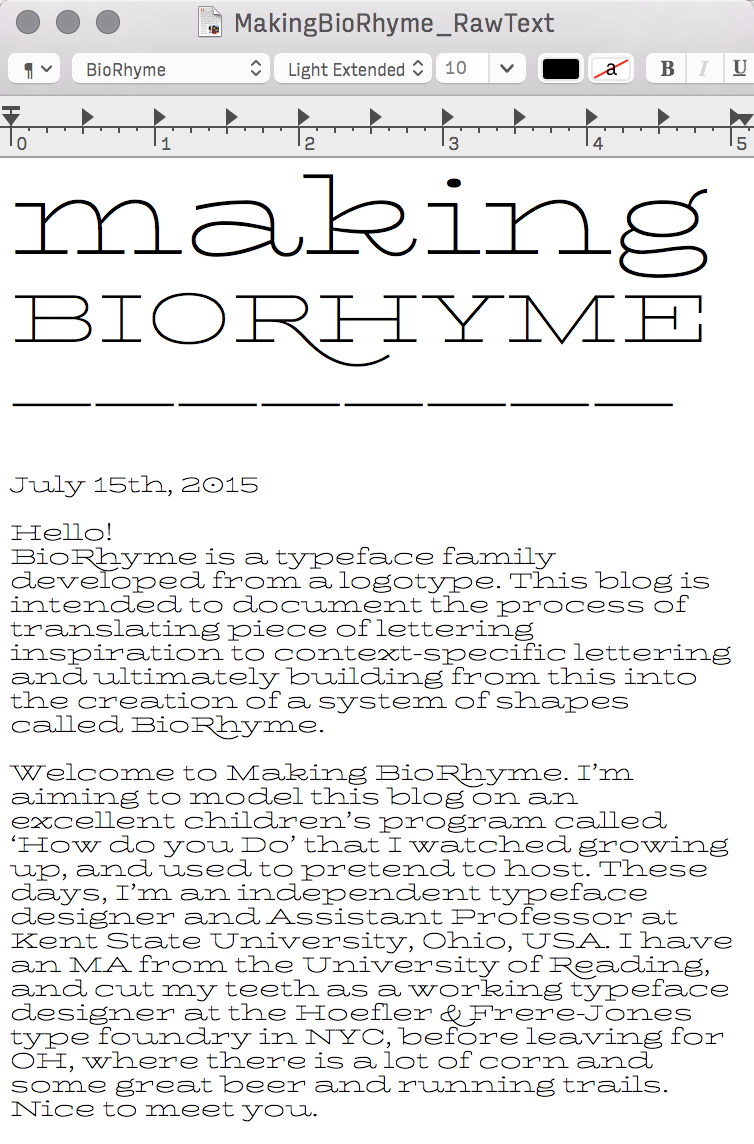 MakingBioRhyme_RawText
¶ BioRhyme Light Extended 10 a B I U
0 1 2 3 4 5
making
BIORHYME
July 15th, 2015
Hello!
BioRhyme is a typeface family
developed from a logotype. This blog is
intended to document the process of
translating piece of lettering
inspiration to context-specific lettering
and ultimately building from this into
the creation of a system of shapes
called BioRhyme.
Welcome to Making BioRhyme. I’m
aiming to model this blog on an
excellent children’s program called
‘How do you Do’ that I watched growing
up, and used to pretend to host. These
days, I’m an independent typeface
designer and Assistant Professor at
Kent State University, Ohio, USA. I have
an MA from the University of Reading,
and cut my teeth as a working typeface
designer at the Hoefler & Frere-Jones
type foundry in NYC, before leaving for
OH, where there is a lot of corn and
some great beer and running trails.
Nice to meet you.